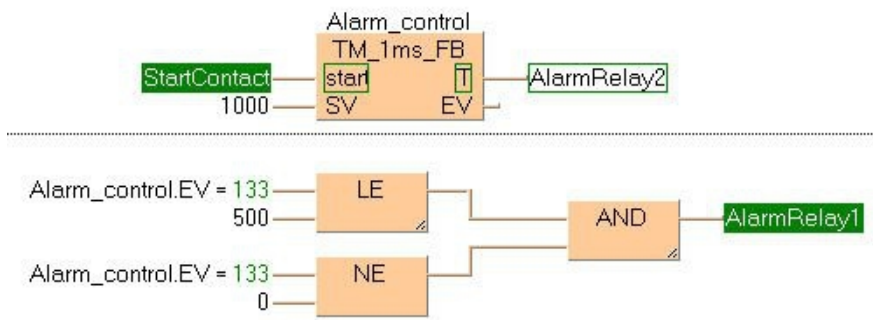 Alarm_control
TM_1ms_FB
StartContact start T AlarmRelay2
1000 SV EV
Alarm_control.EV = 133 LE
500 AND AlarmRelay1
Alarm_control.EV = 133 NE
0